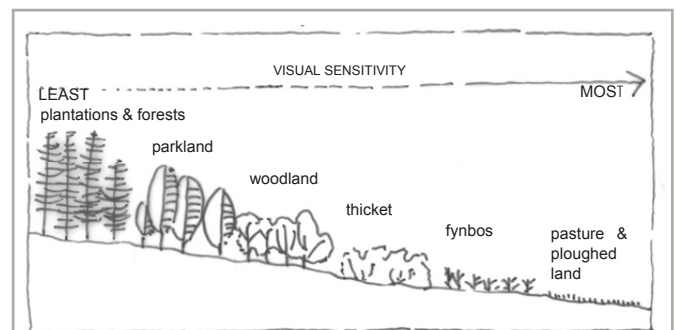 VISUAL SENSITIVITY
LEAST
MOST
plantations & forests
parkland
woodland
thicket
fynbos
pasture &
ploughed
land